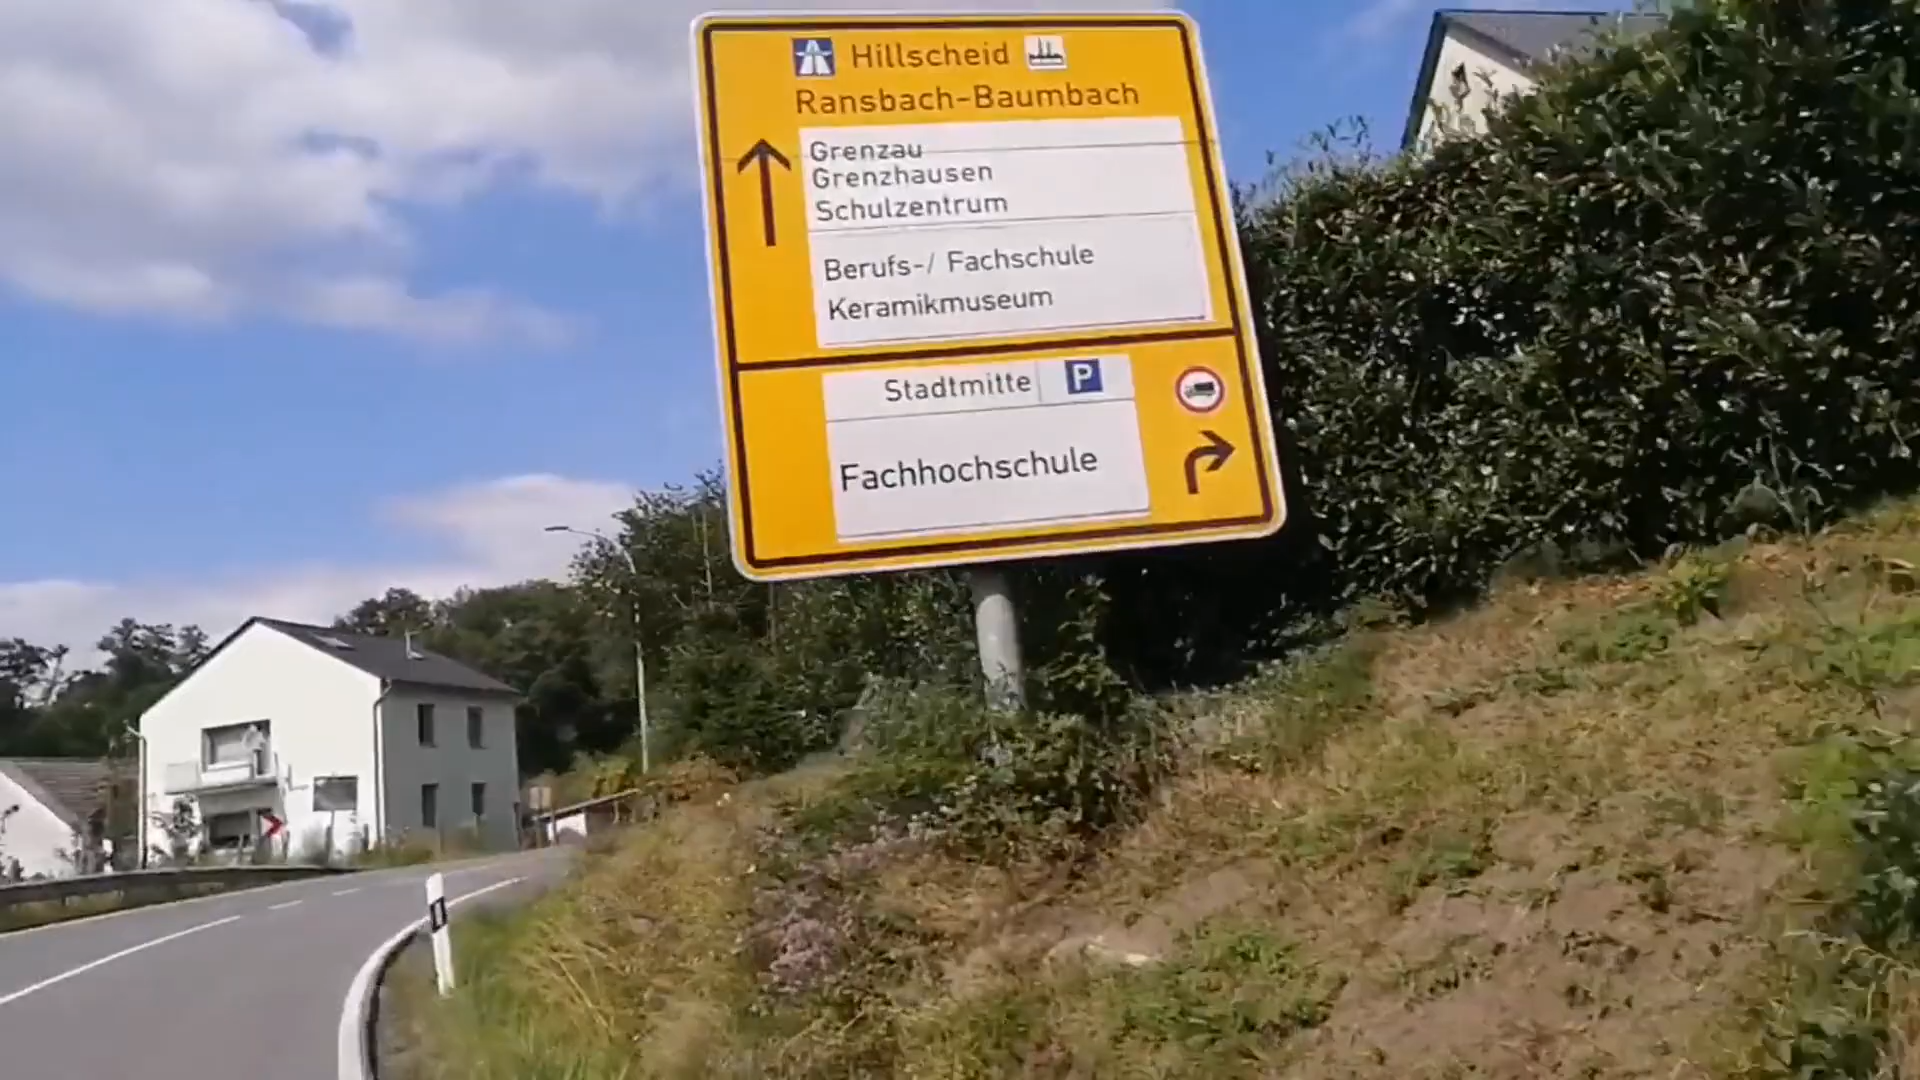 Hillscheid
Ransbach-Baumbach
Grenzau
Grenzhausen
Schulzentrum
Berufs-/ Fachschule
Keramikmuseum
Stadtmitte P
Fachhochschule